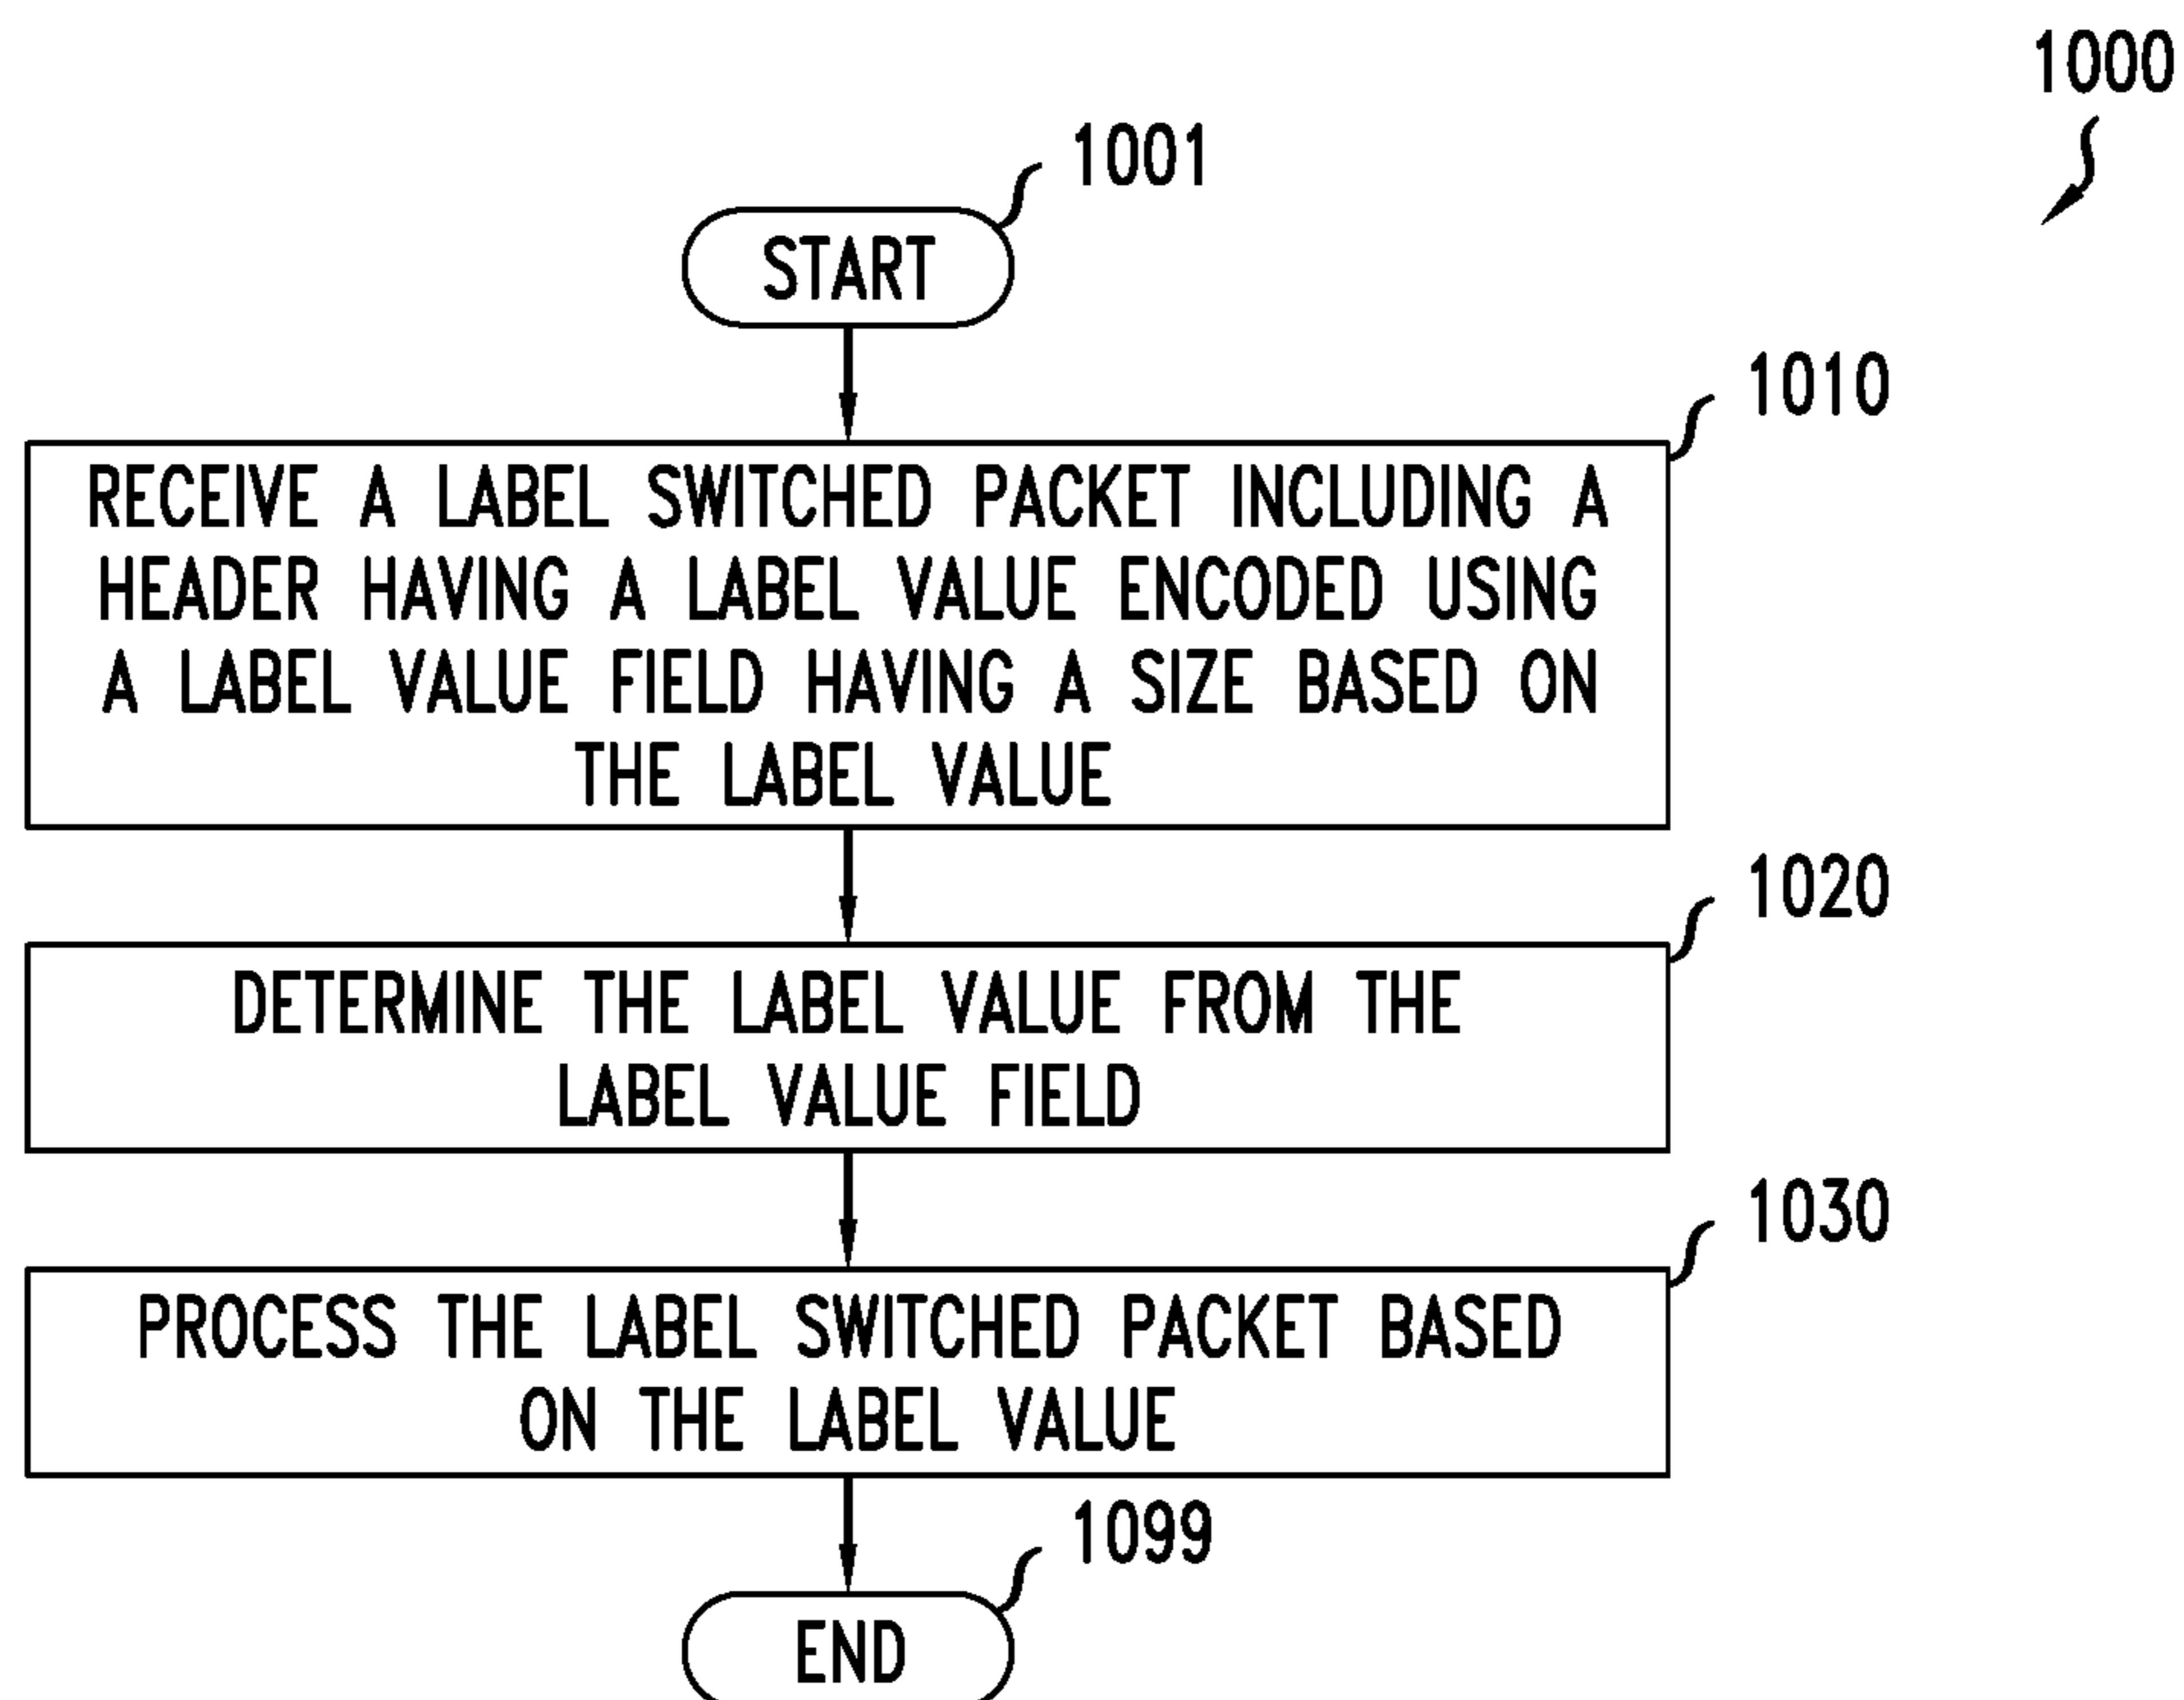 1000
1001
START
1010
RECEIVE A LABEL SWITCHED PACKET INCLUDING A
HEADER HAVING A LABEL VALUE ENCODED USING
A LABEL VALUE FIELD HAVING A SIZE BASED ON
THE LABEL VALUE
1020
DETERMINE THE LABEL VALUE FROM THE
LABEL VALUE FIELD
1030
PROCESS THE LABEL SWITCHED PACKET BASED
ON THE LABEL VALUE
1099
END